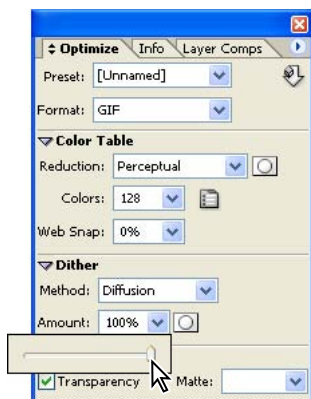 Optimize Info Layer Comps
Preset: [Unnamed]
Format: GIF
Color Table
Reduction: Perceptual
Colors: 128
Web Snap: 0%
Dither
Method: Diffusion
Amount: 100%
Transparency Matte: